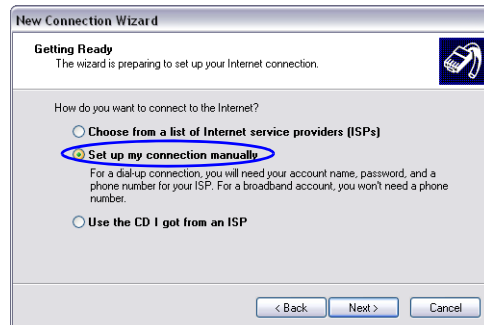 New Connection Wizard
Getting Ready
The wizard is preparing to set up your Internet connection.
How do you want to connect to the Internet?
Choose from a list of Internet service providers (ISPs)
Set up my connection manually
For a dial-up connection, you will need your account name, password, and a
phone number for your ISP. For a broadband account, you won't need a phone
number.
Use the CD I got from an ISP
< Back Next > Cancel